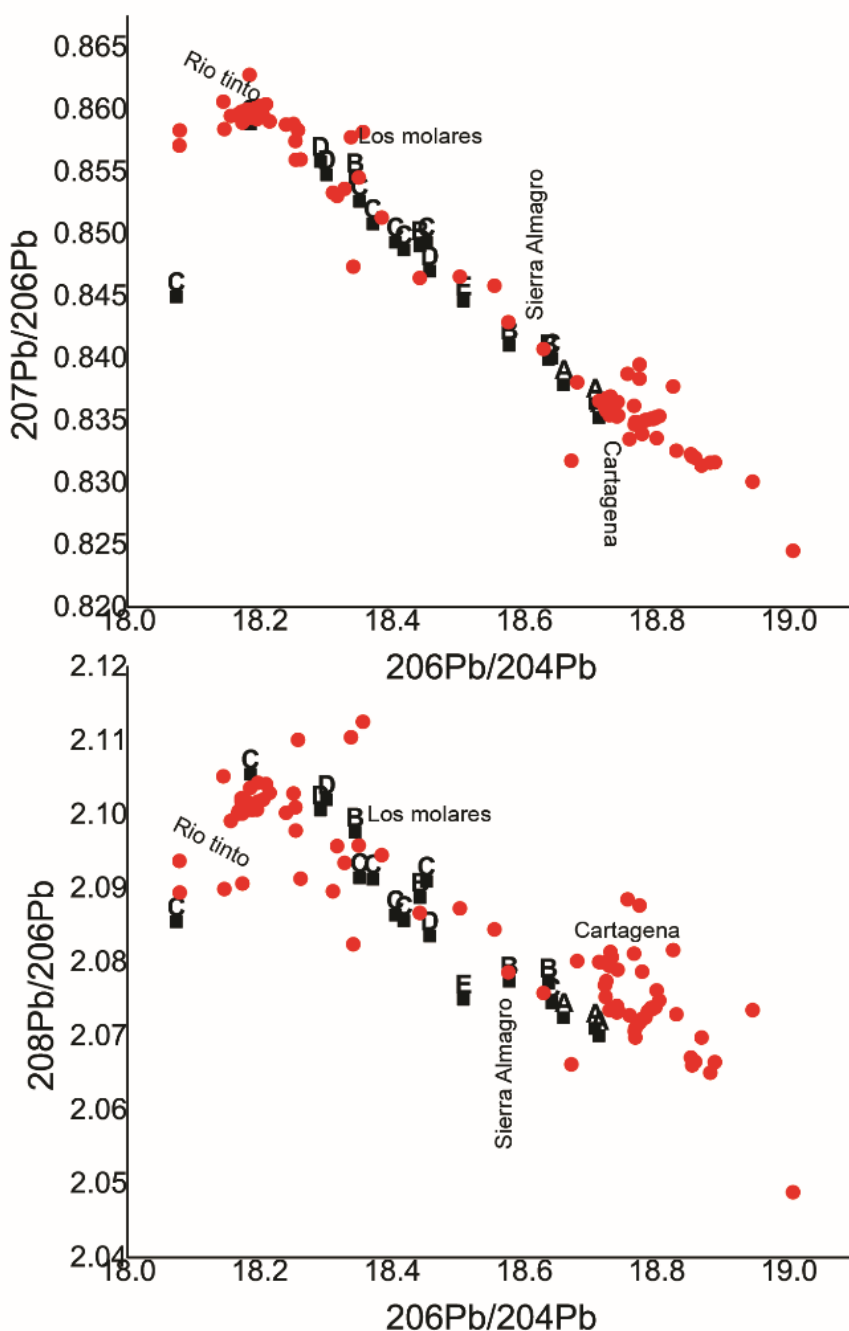 0.865
Rio tinto
0.860
C
D
D
B
Los molares
0.855
C
C
0.850
C
C
B
C
D
Sierra Almagro
207Pb/206Pb
0.845
C
E
B
0.840
C
A
A
0.835
Cartagena
0.830
0.825
0.820
18.0
18.2
18.4
18.6
18.8
19.0
206Pb/204Pb
2.12
2.11
C
D
D
B
Los molares
2.10
Rio tinto
C
C
C
2.09
B
C
C
C
D
Cartagena
208Pb/206Pb
2.08
E
B
B
C
A
A
A
2.07
Sierra Almagro
2.06
2.05
2.04
18.0
18.2
18.4
18.6
18.8
19.0
206Pb/204Pb